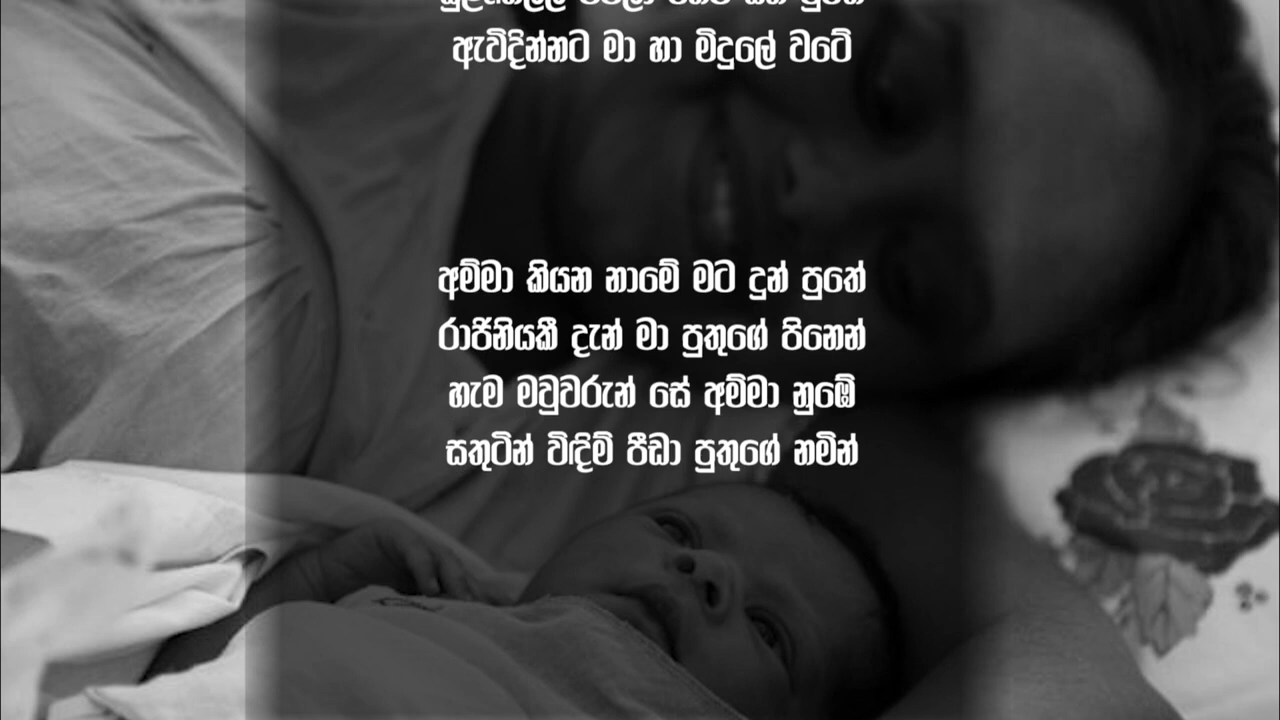 ඇවිදින්නට මා හා මිදුලේ වටේ
අම්මා කියන නාමේ මට දුන් පුතේ
රාජිනියකී දැන් මා පුතුගේ පිනෙන්
හැම මවුවරුන් සේ අම්මා නුඹේ
සතුටින් විඳිමි පීඩා පුතුගේ නමින්